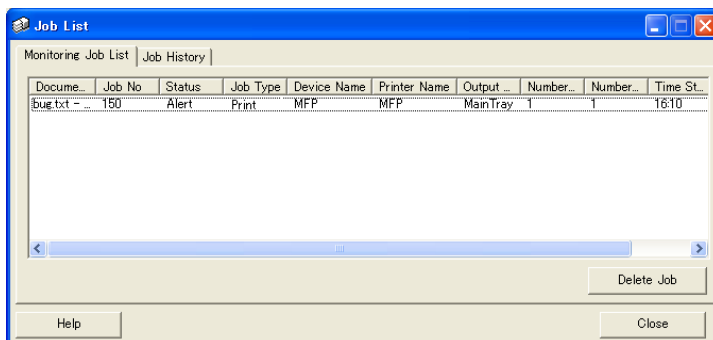 Job List
Monitoring Job List Job History
Docume... Job No Status Job Type Device Name Printer Name Output ... Number... Number... Time St...
bug.txt - ... 150 Alert Print MFP MFP MainTray 1 1 16:10
Delete Job
Help Close